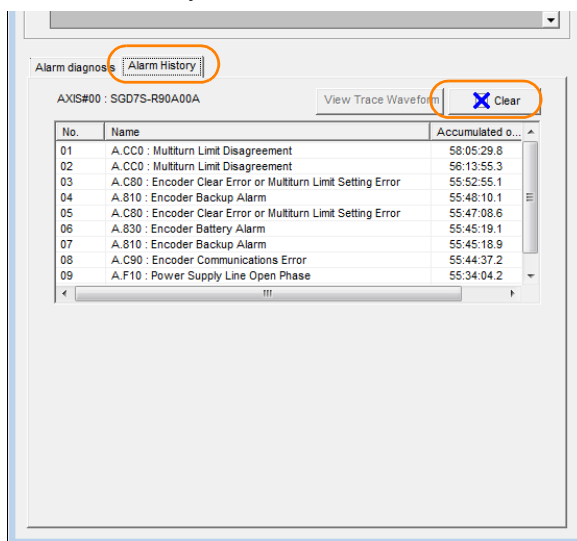 Alarm diagnosis Alarm History
AXIS#00 : SGD7S-R90A00A View Trace Waveform Clear
No. Name Accumulated o...
01 A.CC0 : Multiturn Limit Disagreement 58:05:29.8
02 A.CC0 : Multiturn Limit Disagreement 56:13:55.3
03 A.C80 : Encoder Clear Error or Multiturn Limit Setting Error 55:52:55.1
04 A.810 : Encoder Backup Alarm 55:48:10.1
05 A.C80 : Encoder Clear Error or Multiturn Limit Setting Error 55:47:08.6
06 A.830 : Encoder Battery Alarm 55:45:19.1
07 A.810 : Encoder Backup Alarm 55:45:18.9
08 A.C90 : Encoder Communications Error 55:44:37.2
09 A.F10 : Power Supply Line Open Phase 55:34:04.2